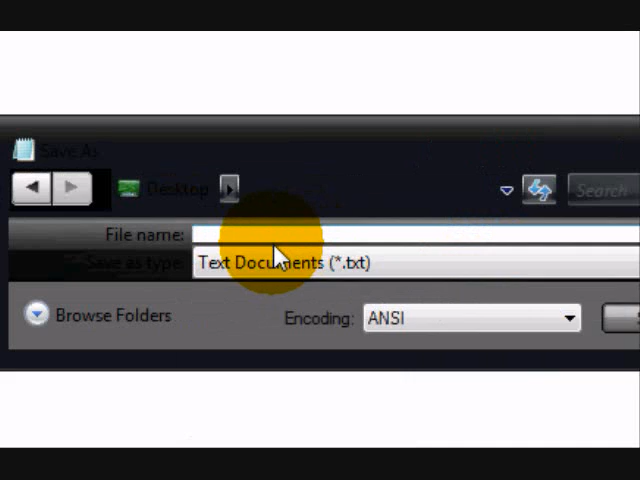 Save As
Desktop
Search
File name:
Save as type: Text Documents (*.txt)
Browse Folders
Encoding: ANSI